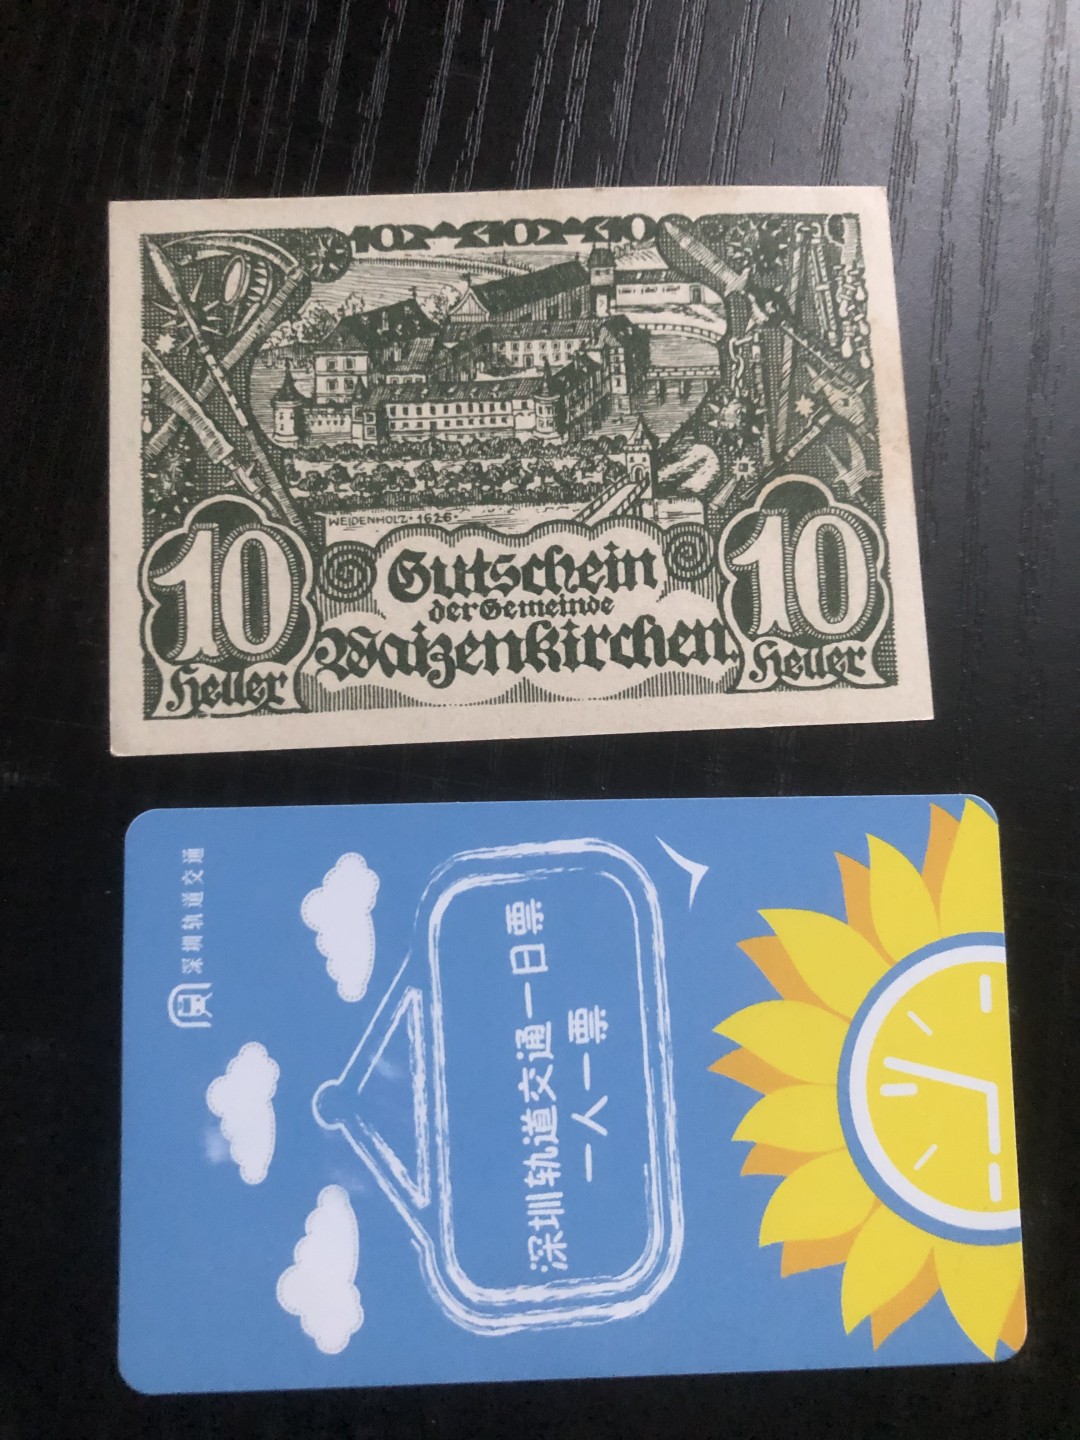 10 10 10
WEIDENHOLZ · 1626 ·
Gutschein
der Gemeinde
Waizenkirchen
10
Heller
10
Heller
深圳轨道交通
深圳轨道交通一日票
一人一票